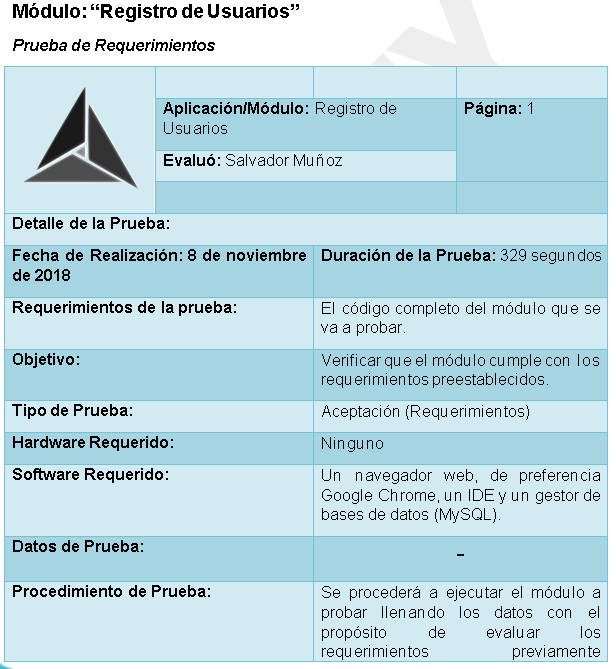 Módulo: “Registro de Usuarios”
Prueba de Requerimientos
Aplicación/Módulo: Registro de
Usuarios
Página: 1
Evaluó: Salvador Muñoz
Detalle de la Prueba:
Fecha de Realización: 8 de noviembre
de 2018
Duración de la Prueba: 329 segundos
Requerimientos de la prueba:
El código completo del módulo que se
va a probar.
Objetivo:
Verificar que el módulo cumple con los
requerimientos preestablecidos.
Tipo de Prueba:
Aceptación (Requerimientos)
Hardware Requerido:
Ninguno
Software Requerido:
Un navegador web, de preferencia
Google Chrome, un IDE y un gestor de
bases de datos (MySQL).
Datos de Prueba:
–
Procedimiento de Prueba:
Se procederá a ejecutar el módulo a
probar llenando los datos con el
propósito de evaluar los
requerimientos previamente